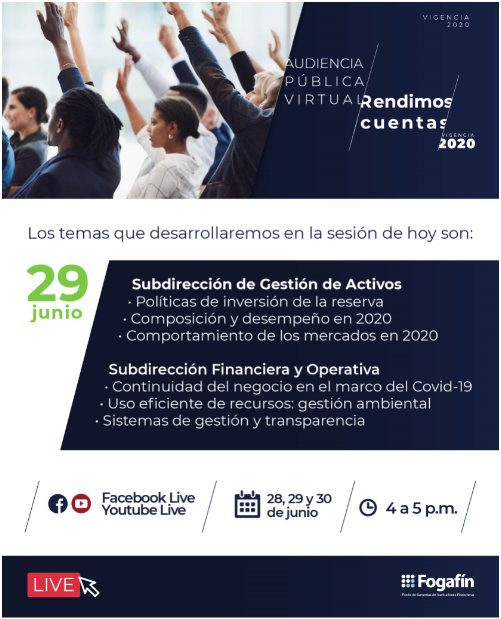 VIGENCIA
2020
AUDIENCIA
PÚBLICA
VIRTUAL
Rendimos
cuentas
VIGENCIA
2020
Los temas que desarrollaremos en la sesión de hoy son:
29
junio
Subdirección de Gestión de Activos
• Políticas de inversión de la reserva
• Composición y desempeño en 2020
• Comportamiento de los mercados en 2020
Subdirección Financiera y Operativa
• Continuidad del negocio en el marco del Covid-19
• Uso eficiente de recursos: gestión ambiental
• Sistemas de gestión y transparencia
Facebook Live
Youtube Live
28, 29 y 30
de junio
4 a 5 p.m.
LIVE
Fogafín
Fondo de Garantías de Instituciones Financieras